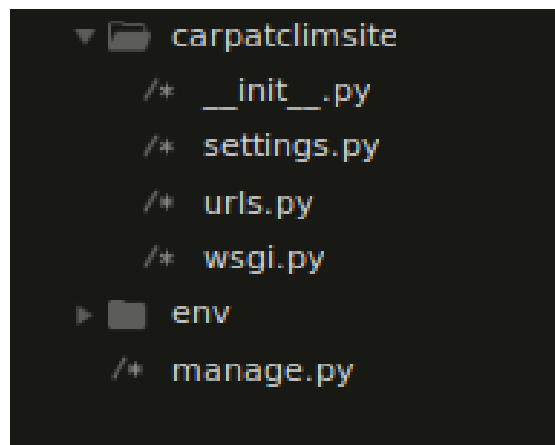 carpatclimsite
/* __init__.py
/* settings.py
/* urls.py
/* wsgi.py
env
/* manage.py